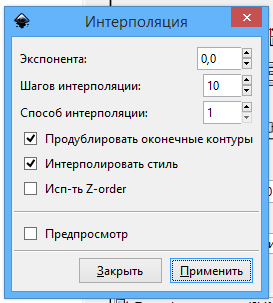 Интерполяция
Экспонента: 0,0
Шагов интерполяции: 10
Способ интерполяции: 1
Продублировать оконечные контуры
Интерполировать стиль
Исп-ть Z-order
Предпросмотр
Закрыть Применить